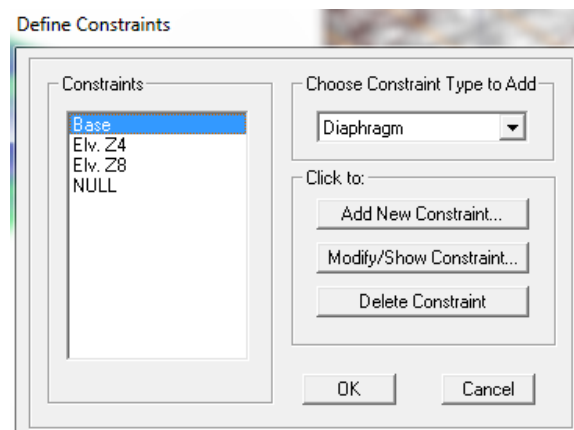 Define Constraints
Constraints
Base
Elv. Z4
Elv. Z8
NULL
Choose Constraint Type to Add
Diaphragm
Click to:
Add New Constraint...
Modify/Show Constraint...
Delete Constraint
OK
Cancel